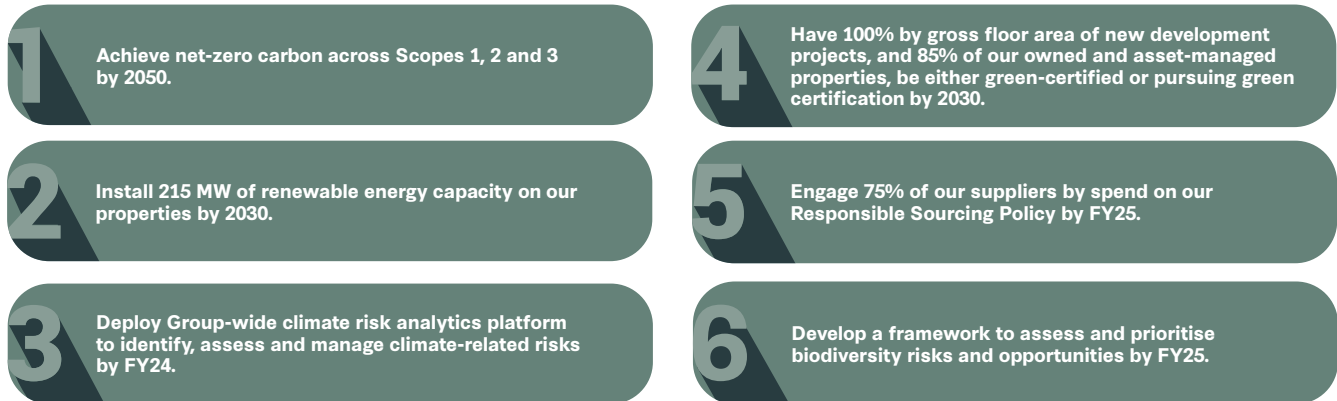 1
Achieve net-zero carbon across Scopes 1, 2 and 3
by 2050.
2
Install 215 MW of renewable energy capacity on our
properties by 2030.
3
Deploy Group-wide climate risk analytics platform
to identify, assess and manage climate-related risks
by FY24.
4
Have 100% by gross floor area of new development
projects, and 85% of our owned and asset-managed
properties, be either green-certified or pursuing green
certification by 2030.
5
Engage 75% of our suppliers by spend on our
Responsible Sourcing Policy by FY25.
6
Develop a framework to assess and prioritise
biodiversity risks and opportunities by FY25.